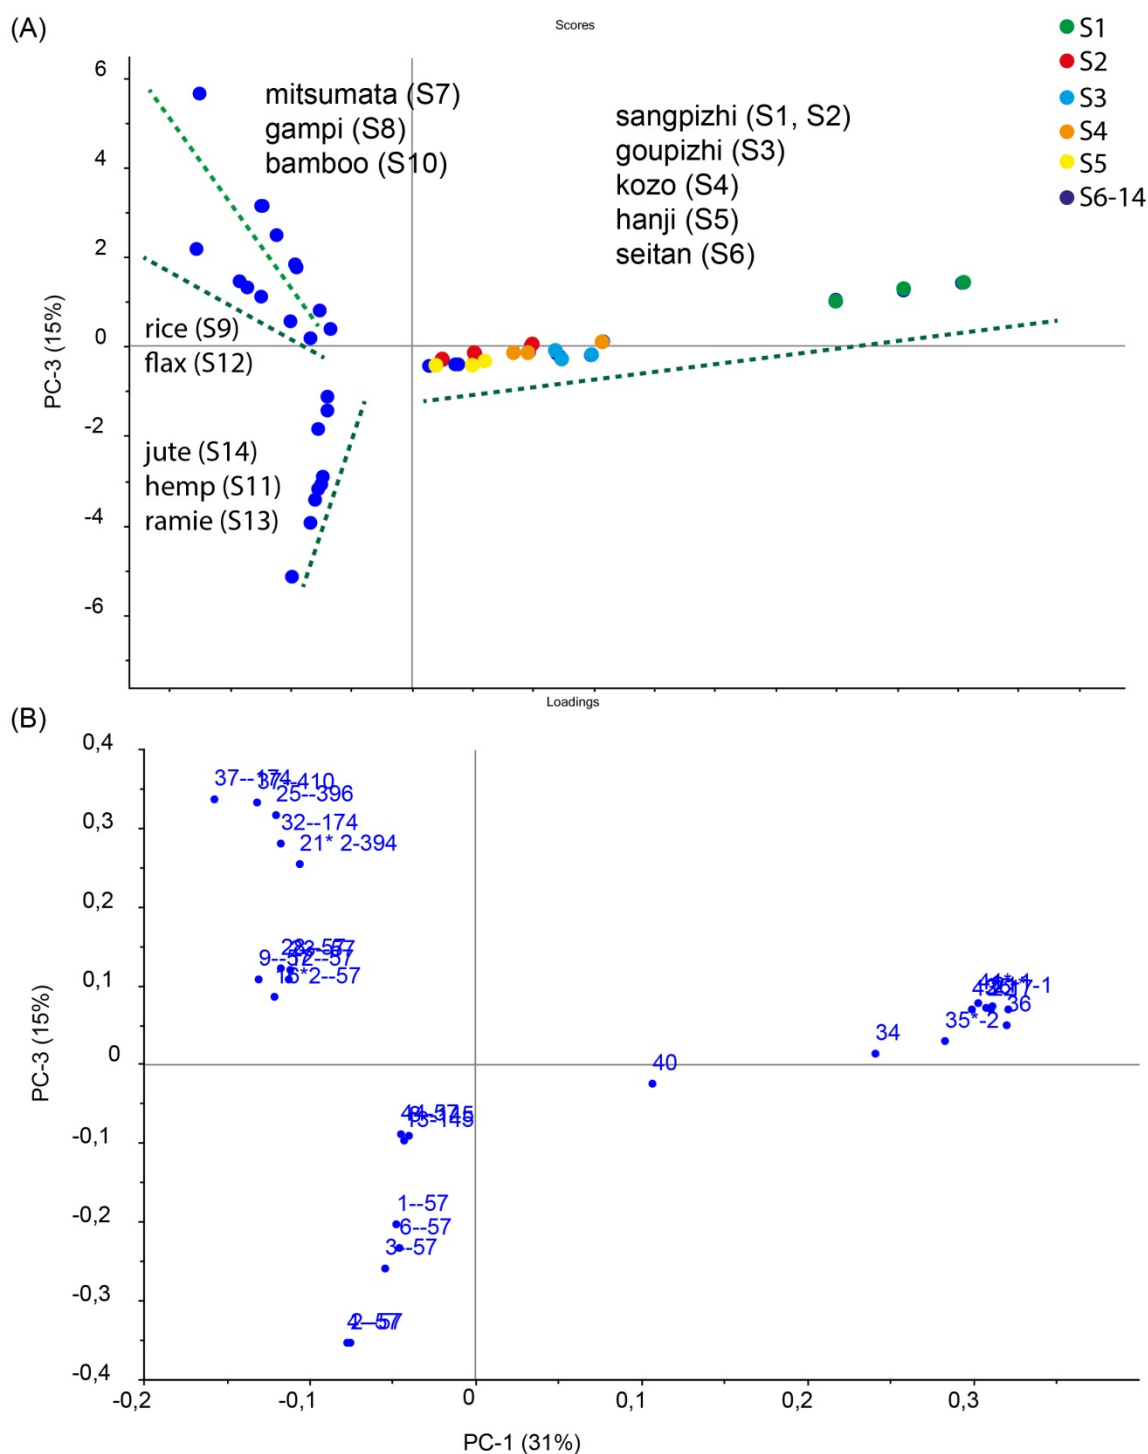 (A)
Scores
S1
S2
S3
S4
S5
S6-14
6
4
2
0
-2
-4
-6
PC-3 (15%)
mitsumata (S7)
gampi (S8)
bamboo (S10)
sangpizhi (S1, S2)
goupizhi (S3)
kozo (S4)
hanji (S5)
seitan (S6)
rice (S9)
flax (S12)
jute (S14)
hemp (S11)
ramie (S13)
(B)
Loadings
0,4
0,3
0,2
0,1
0
-0,1
-0,2
-0,3
-0,4
PC-3 (15%)
37--174
37--410
25--396
32--174
21* 2-394
9--57
16*2--57
36
35*-2
34
40
1--57
6--57
3--57
-0,2
-0,1
0
0,1
0,2
0,3
PC-1 (31%)